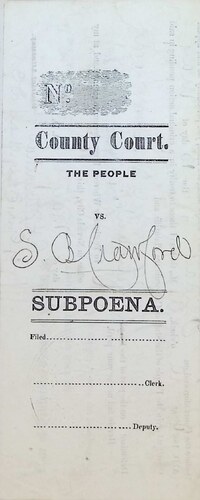 No.
County Court.
THE PEOPLE
vs.
S. B. Crawford
SUBPOENA.
Filed
Clerk.
Deputy.